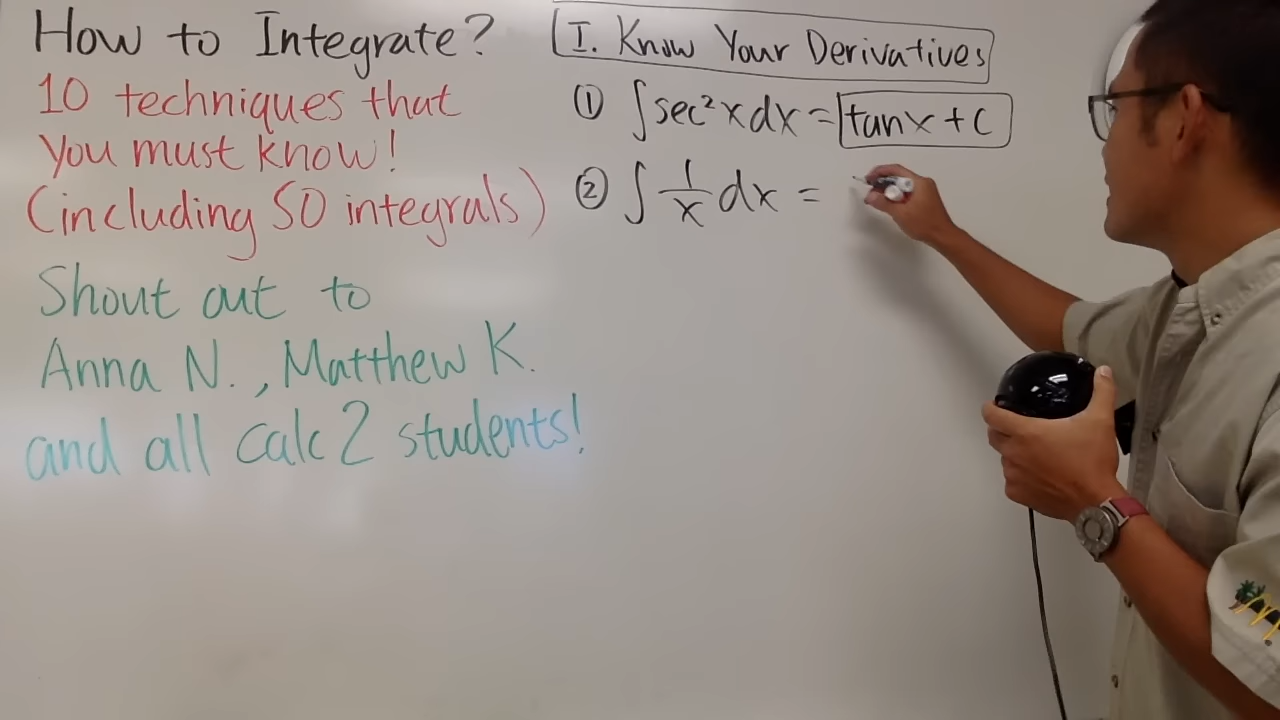 How to Integrate?
10 techniques that
you must know!
(including 50 integrals)
Shout out to
Anna N., Matthew K.
and all calc 2 students!
I. Know Your Derivatives
① ∫sec²x dx = tanx + C
② ∫ 1/x dx =